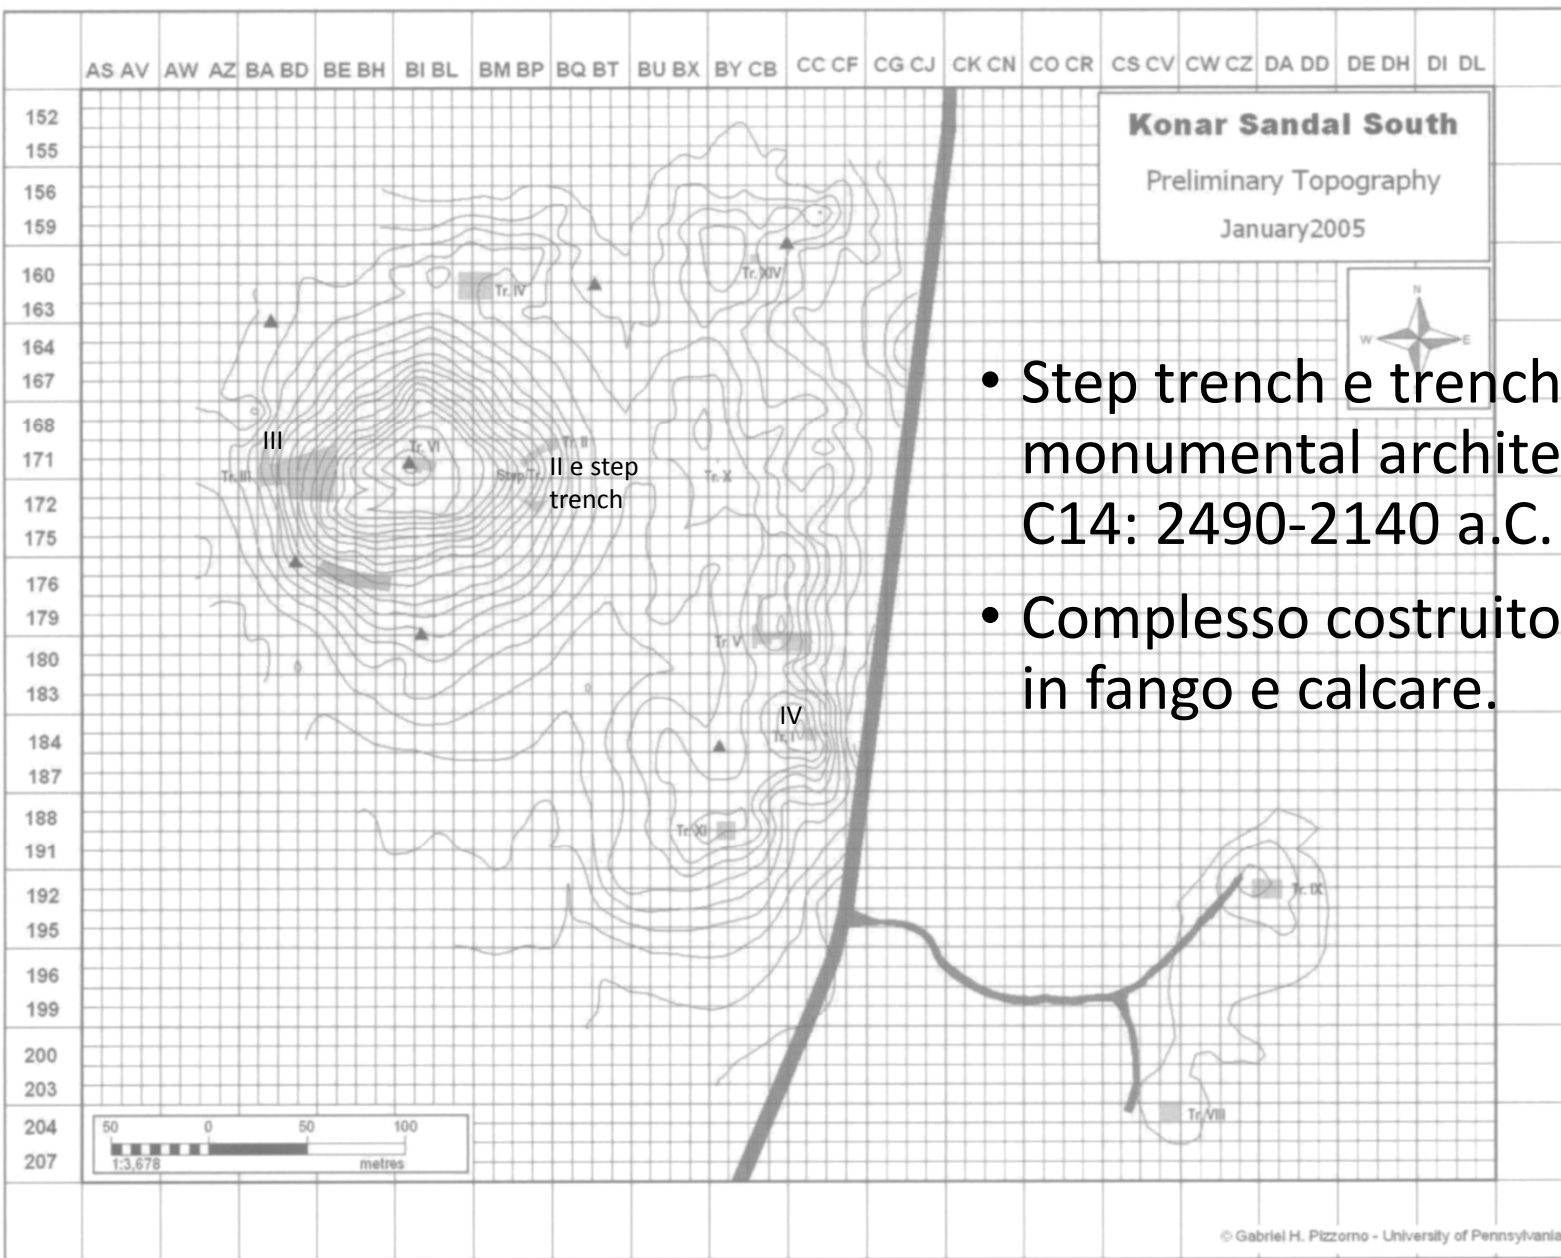 AS AV AW AZ BA BD BE BH BI BL BM BP BQ BT BU BX BY CB CC CF CG CJ CK CN CO CR CS CV CW CZ DA DD DE DH DI DL
Konar Sandal South
Preliminary Topography
January2005
152
155
156
159
160
163
164
167
168
171
172
175
176
179
180
183
184
187
188
191
192
195
196
199
200
203
204
207
N
W E
Tr. XIV
Tr. IV
III
Tr. VI
Tr. II
Tr. III
Step Tr.
II e step
trench
Tr. X
• Step trench e trench
monumental archite
C14: 2490-2140 a.C.
• Complesso costruito
in fango e calcare.
Tr. V
IV
Tr. XI
Tr. IX
Tr. VIII
50 0 50 100
1:3,678 metres
© Gabriel H. Pizzorno - University of Pennsylvania